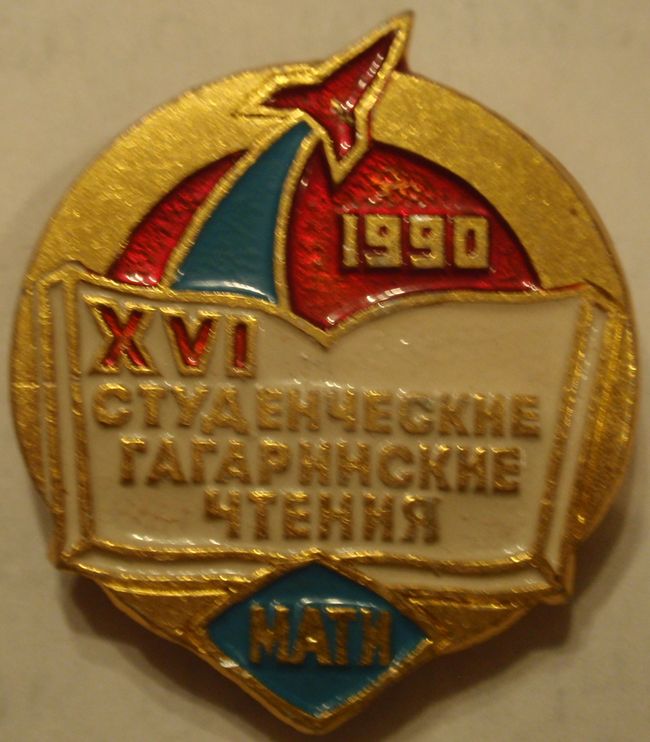 1990
XVI
СТУДЕНЧЕСКИЕ
ГАГАРИНСКИЕ
ЧТЕНИЯ
МАТИ